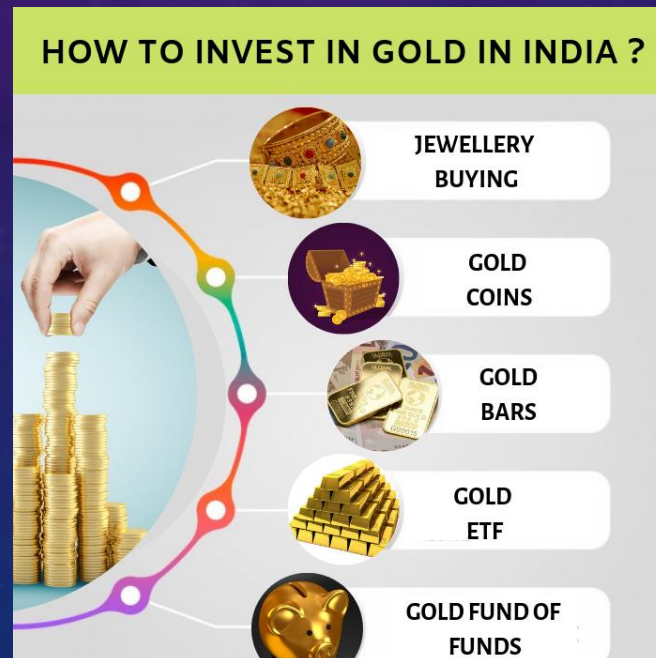 HOW TO INVEST IN GOLD IN INDIA ?
JEWELLERY
BUYING
GOLD
COINS
GOLD
BARS
GOLD
ETF
GOLD FUND OF
FUNDS